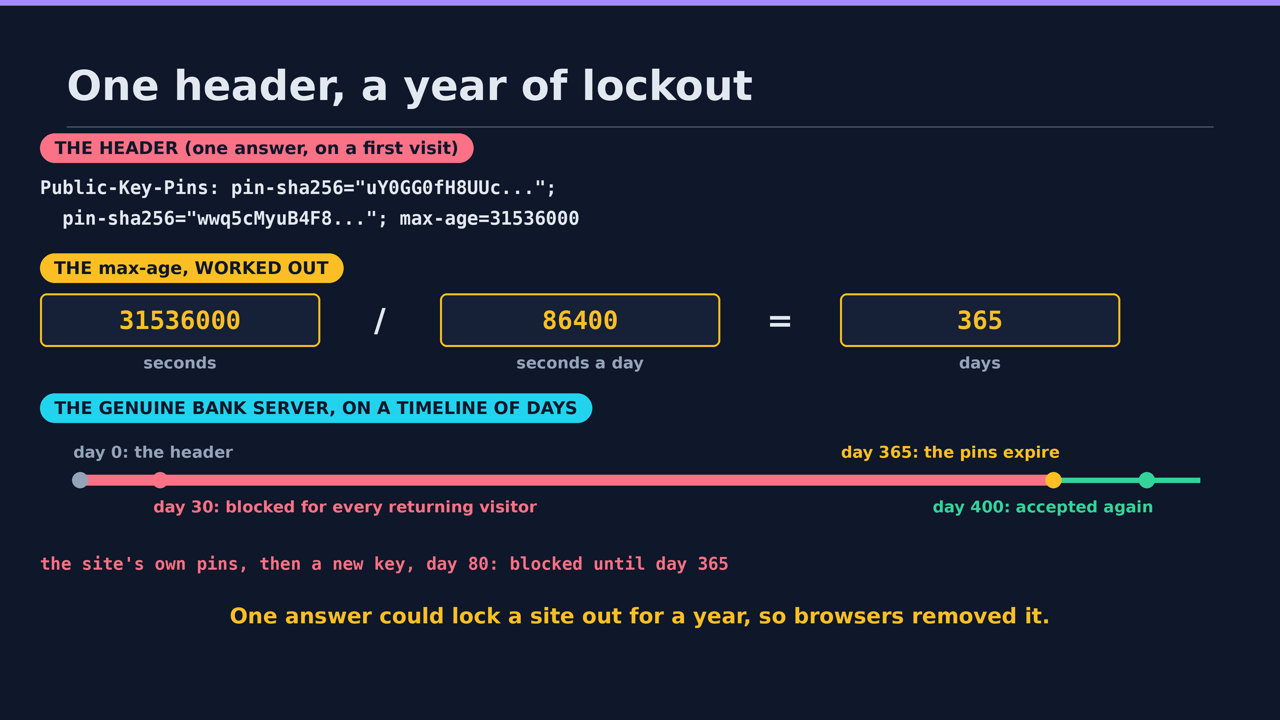 One header, a year of lockout
THE HEADER (one answer, on a first visit)
Public-Key-Pins: pin-sha256="uY0GG0fH8UUc...";
pin-sha256="wwq5cMyuB4F8..."; max-age=31536000
THE max-age, WORKED OUT
31536000 / 86400 = 365
seconds seconds a day days
THE GENUINE BANK SERVER, ON A TIMELINE OF DAYS
day 0: the header day 365: the pins expire
day 30: blocked for every returning visitor day 400: accepted again
the site's own pins, then a new key, day 80: blocked until day 365
One answer could lock a site out for a year, so browsers removed it.